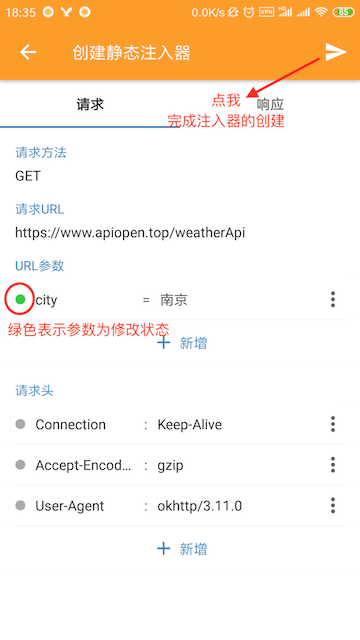 18:35 0.0K/s VPN 85
创建静态注入器
请求 响应
点我
完成注入器的创建
请求方法
GET
请求URL
https://www.apiopen.top/weatherApi
URL参数
city = 南京
绿色表示参数为修改状态
+ 新增
请求头
Connection : Keep-Alive
Accept-Encod... : gzip
User-Agent : okhttp/3.11.0
+ 新增